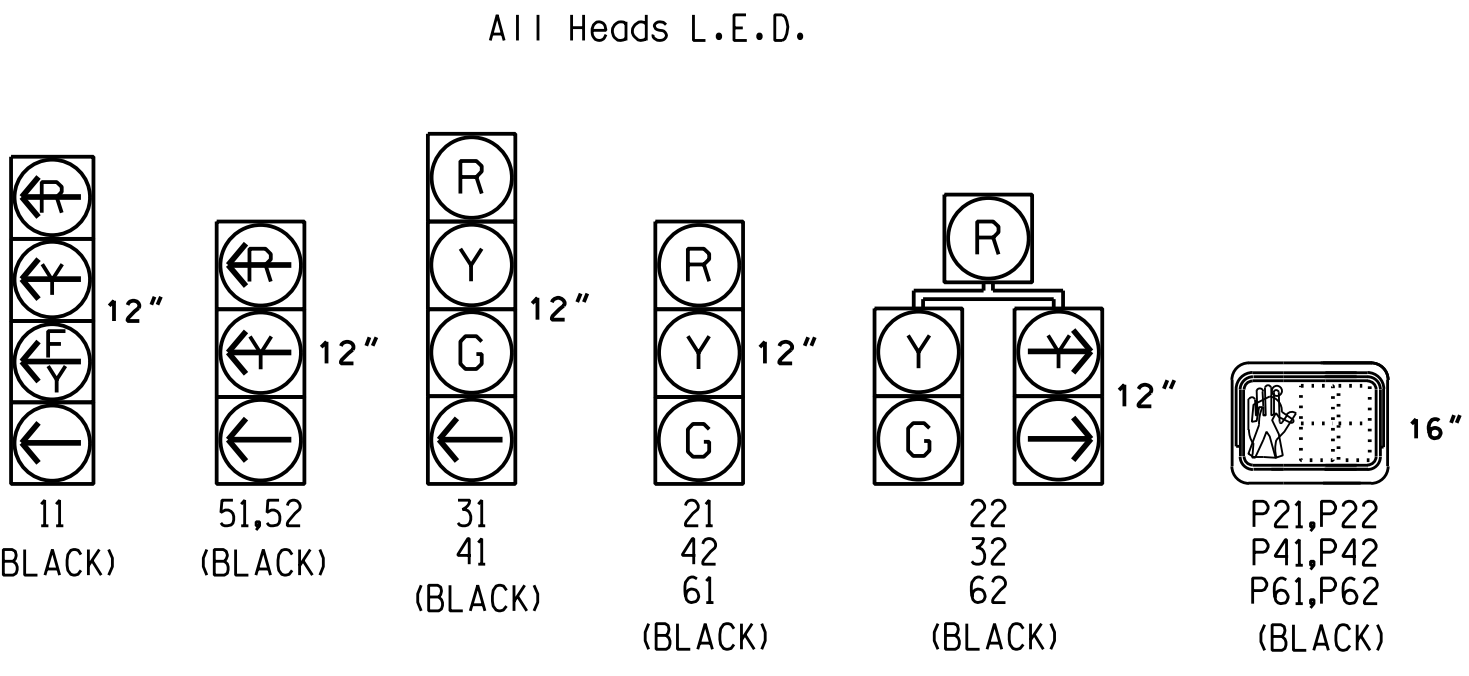 All Heads L.E.D.
R
Y
F
Y
12"
11
BLACK)
R
Y
12"
51,52
(BLACK)
R
Y
G
12"
31
41
(BLACK)
R
Y
G
12"
21
42
61
(BLACK)
R
Y
G
Y
12"
22
32
62
(BLACK)
16"
P21,P22
P41,P42
P61,P62
(BLACK)